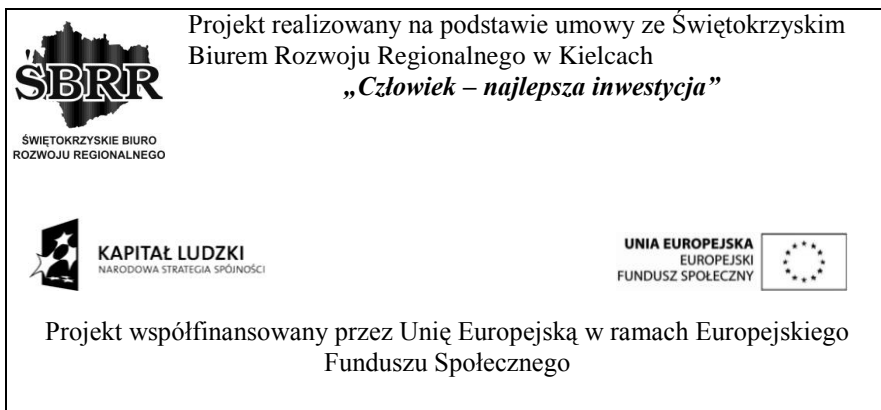 Projekt realizowany na podstawie umowy ze Świętokrzyskim
Biurem Rozwoju Regionalnego w Kielcach
„Człowiek – najlepsza inwestycja”
ŚBRR
ŚWIĘTOKRZYSKIE BIURO
ROZWOJU REGIONALNEGO
KAPITAŁ LUDZKI
NARODOWA STRATEGIA SPÓJNOŚCI
UNIA EUROPEJSKA
EUROPEJSKI
FUNDUSZ SPOŁECZNY
Projekt współfinansowany przez Unię Europejską w ramach Europejskiego
Funduszu Społecznego